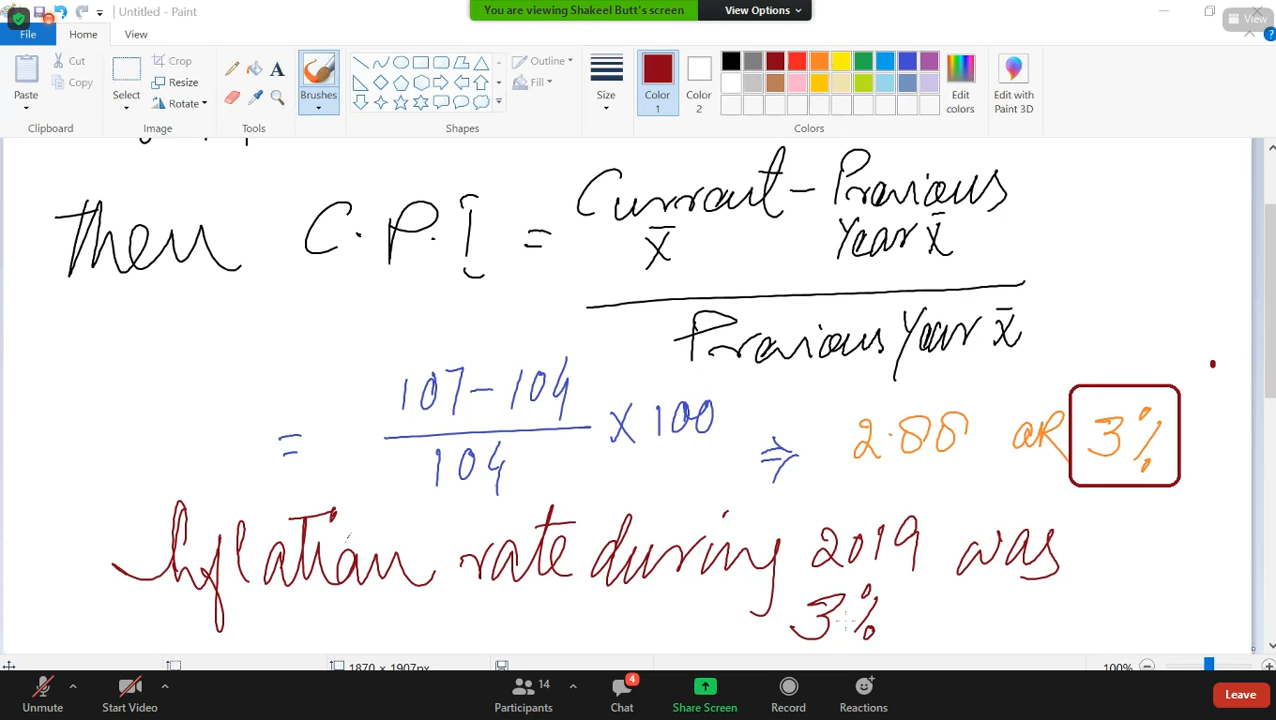 You are viewing Shakeel Butt's screen View Options
Untitled - Paint
View
File Home View
Paste Cut Copy Select Crop Resize Rotate Brushes Outline Fill Size Color 1 Color 2 Edit colors Edit with Paint 3D
Clipboard Image Tools Shapes Colors
Then C.P.I = Current x̄ - Previous Year x̄
Previous Year x̄
= 107 - 104
104
x 100 ⇒ 2.88 OR 3%
Inflation rate during 2019 was
3%
1870 × 1907px 100%
14 4
Unmute Start Video Participants Chat Share Screen Record Reactions Leave